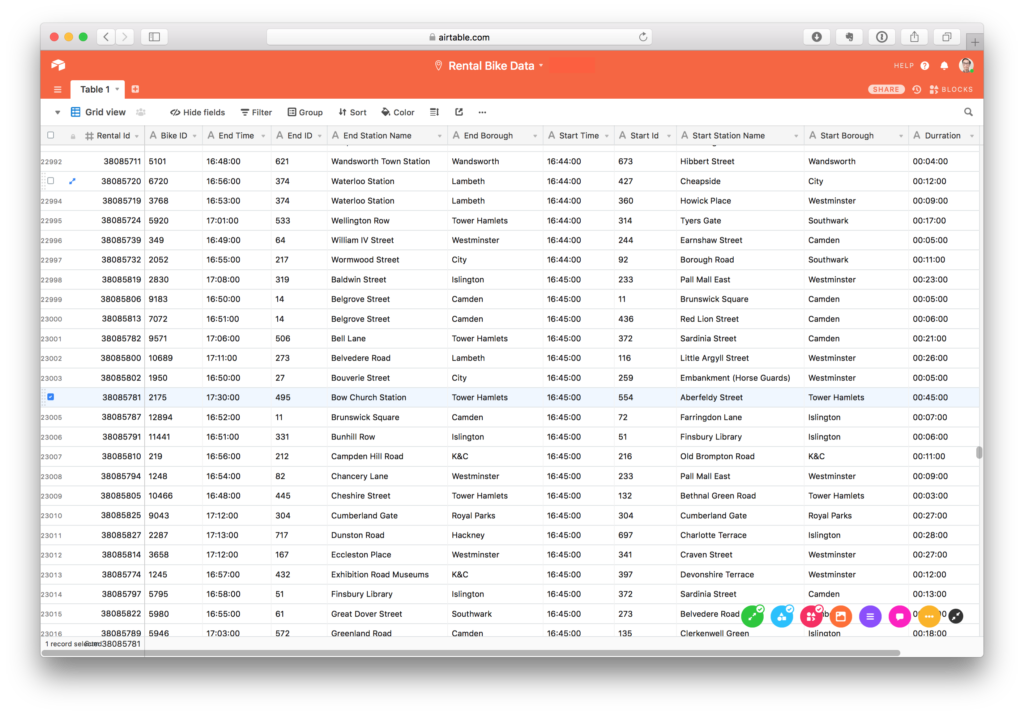 airtable.com
Rental Bike Data
HELP
Table 1
SHARE BLOCKS
Grid view Hide fields Filter Group Sort Color
Rental Id Bike ID End Time End ID End Station Name End Borough Start Time Start Id Start Station Name Start Borough Durration
22992 38085711 5101 16:48:00 621 Wandsworth Town Station Wandsworth 16:44:00 673 Hibbert Street Wandsworth 00:04:00
38085720 6720 16:56:00 374 Waterloo Station Lambeth 16:44:00 427 Cheapside City 00:12:00
22994 38085719 3768 16:53:00 374 Waterloo Station Lambeth 16:44:00 360 Howick Place Westminster 00:09:00
22995 38085724 5920 17:01:00 533 Wellington Row Tower Hamlets 16:44:00 314 Tyers Gate Southwark 00:17:00
22996 38085739 349 16:49:00 64 William IV Street Westminster 16:44:00 244 Earnshaw Street Camden 00:05:00
22997 38085732 2052 16:55:00 217 Wormwood Street City 16:44:00 92 Borough Road Southwark 00:11:00
22998 38085819 2830 17:08:00 319 Baldwin Street Islington 16:45:00 233 Pall Mall East Westminster 00:23:00
22999 38085806 9183 16:50:00 14 Belgrove Street Camden 16:45:00 11 Brunswick Square Camden 00:05:00
23000 38085813 7072 16:51:00 14 Belgrove Street Camden 16:45:00 436 Red Lion Street Camden 00:06:00
23001 38085782 9571 17:06:00 506 Bell Lane Tower Hamlets 16:45:00 372 Sardinia Street Camden 00:21:00
23002 38085800 10689 17:11:00 273 Belvedere Road Lambeth 16:45:00 116 Little Argyll Street Westminster 00:26:00
23003 38085802 1950 16:50:00 27 Bouverie Street City 16:45:00 259 Embankment (Horse Guards) Westminster 00:05:00
38085781 2175 17:30:00 495 Bow Church Station Tower Hamlets 16:45:00 554 Aberfeldy Street Tower Hamlets 00:45:00
23005 38085787 12894 16:52:00 11 Brunswick Square Camden 16:45:00 72 Farringdon Lane Islington 00:07:00
23006 38085791 11441 16:51:00 331 Bunhill Row Islington 16:45:00 51 Finsbury Library Islington 00:06:00
23007 38085810 219 16:56:00 212 Campden Hill Road K&C 16:45:00 216 Old Brompton Road K&C 00:11:00
23008 38085794 1248 16:54:00 82 Chancery Lane Westminster 16:45:00 233 Pall Mall East Westminster 00:09:00
23009 38085805 10466 16:48:00 445 Cheshire Street Tower Hamlets 16:45:00 132 Bethnal Green Road Tower Hamlets 00:03:00
23010 38085825 9043 17:12:00 304 Cumberland Gate Royal Parks 16:45:00 304 Cumberland Gate Royal Parks 00:27:00
23011 38085827 2287 17:13:00 717 Dunston Road Hackney 16:45:00 697 Charlotte Terrace Islington 00:28:00
23012 38085814 3658 17:12:00 167 Eccleston Place Westminster 16:45:00 341 Craven Street Westminster 00:27:00
23013 38085774 1245 16:57:00 432 Exhibition Road Museums K&C 16:45:00 397 Devonshire Terrace Westminster 00:12:00
23014 38085797 5795 16:58:00 51 Finsbury Library Islington 16:45:00 372 Sardinia Street Camden 00:13:00
23015 38085822 5980 16:55:00 61 Great Dover Street Southwark 16:45:00 273 Belvedere Road
23016 38085789 5946 17:03:00 572 Greenland Road Camden 16:45:00 135 Clerkenwell Green Islington 00:18:00
1 record selected 38085781